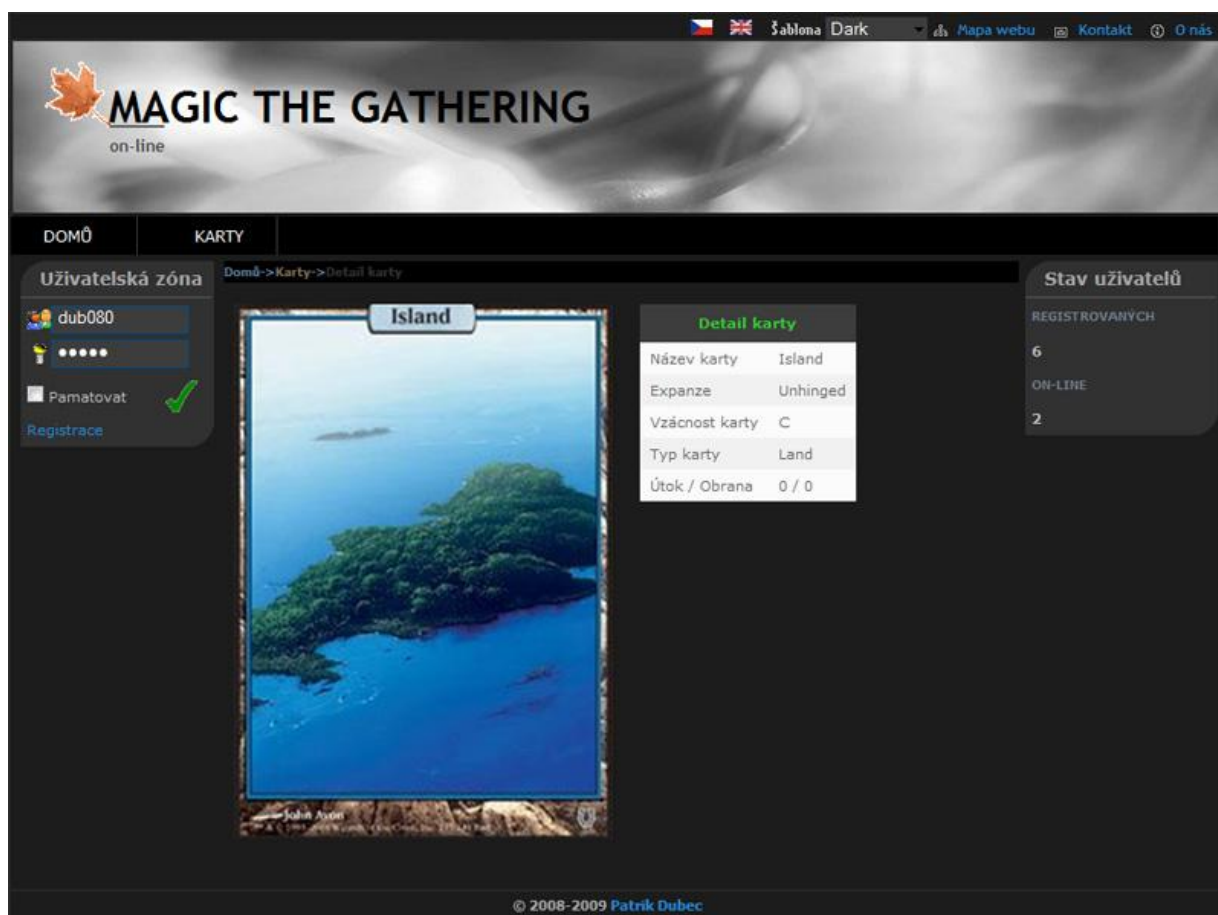 Šablona Dark Mapa webu Kontakt O nás
MAGIC THE GATHERING
on-line
DOMŮ KARTY
Uživatelská zóna
dub080
•••••
Pamatovat
Registrace
Domů->Karty->Detail karty
Island
John Avon
Detail karty
Název karty Island
Expanze Unhinged
Vzácnost karty C
Typ karty Land
Útok / Obrana 0 / 0
Stav uživatelů
REGISTROVANÝCH
6
ON-LINE
2
© 2008-2009 Patrik Dubec